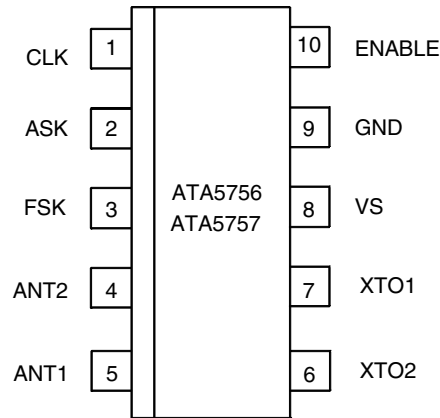 CLK 1 10 ENABLE
ASK 2 9 GND
ATA5756
ATA5757
FSK 3 8 VS
ANT2 4 7 XTO1
ANT1 5 6 XTO2